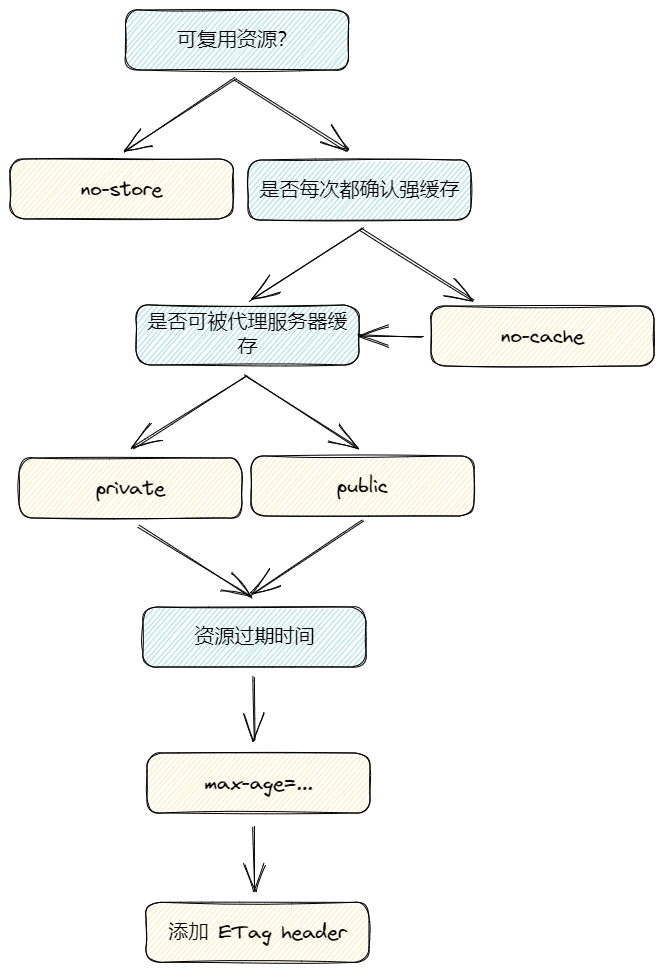 可复用资源?
no-store
是否每次都确认强缓存
是否可被代理服务器缓
存
no-cache
private
public
资源过期时间
max-age=...
添加 ETag header